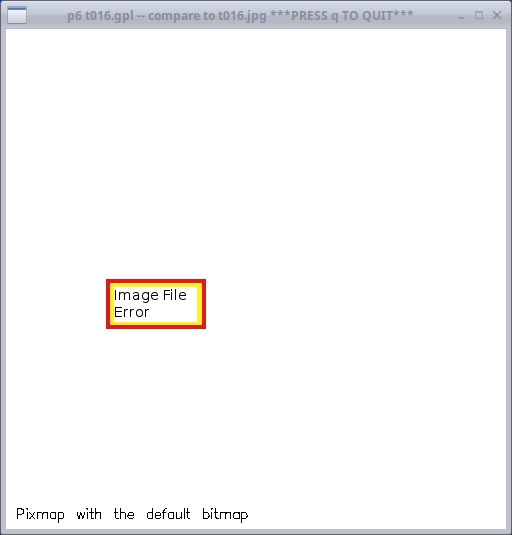 p6 t016.gpl -- compare to t016.jpg ***PRESS q TO QUIT***
Image File
Error
Pixmap with the default bitmap